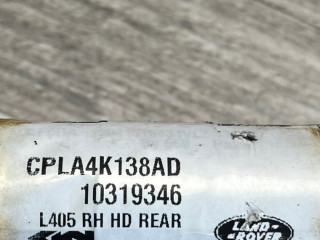 CPLA4K138AD
10319346
L405 RH HD REAR
LAND-
ROVER